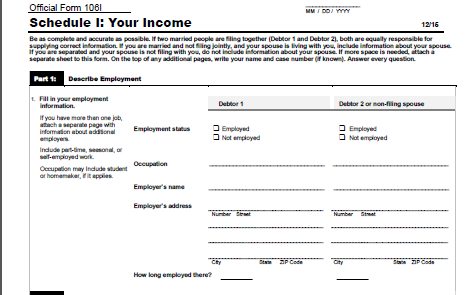 Official Form 106I
MM / DD / YYYY
Schedule I: Your Income
12/15
Be as complete and accurate as possible. If two married people are filing together (Debtor 1 and Debtor 2), both are equally responsible for
supplying correct information. If you are married and not filing jointly, and your spouse is living with you, include information about your spouse.
If you are separated and your spouse is not filing with you, do not include information about your spouse. If more space is needed, attach a
separate sheet to this form. On the top of any additional pages, write your name and case number (if known). Answer every question.
Part 1: Describe Employment
1. Fill in your employment
information.
Debtor 1
Debtor 2 or non-filing spouse
If you have more than one job,
attach a separate page with
information about additional
employers.
Include part-time, seasonal, or
self-employed work.
Occupation may include student
or homemaker, if it applies.
Employment status
Employed
Not employed
Employed
Not employed
Occupation
Employer's name
Employer's address
Number Street
Number Street
City State ZIP Code
City State ZIP Code
How long employed there?